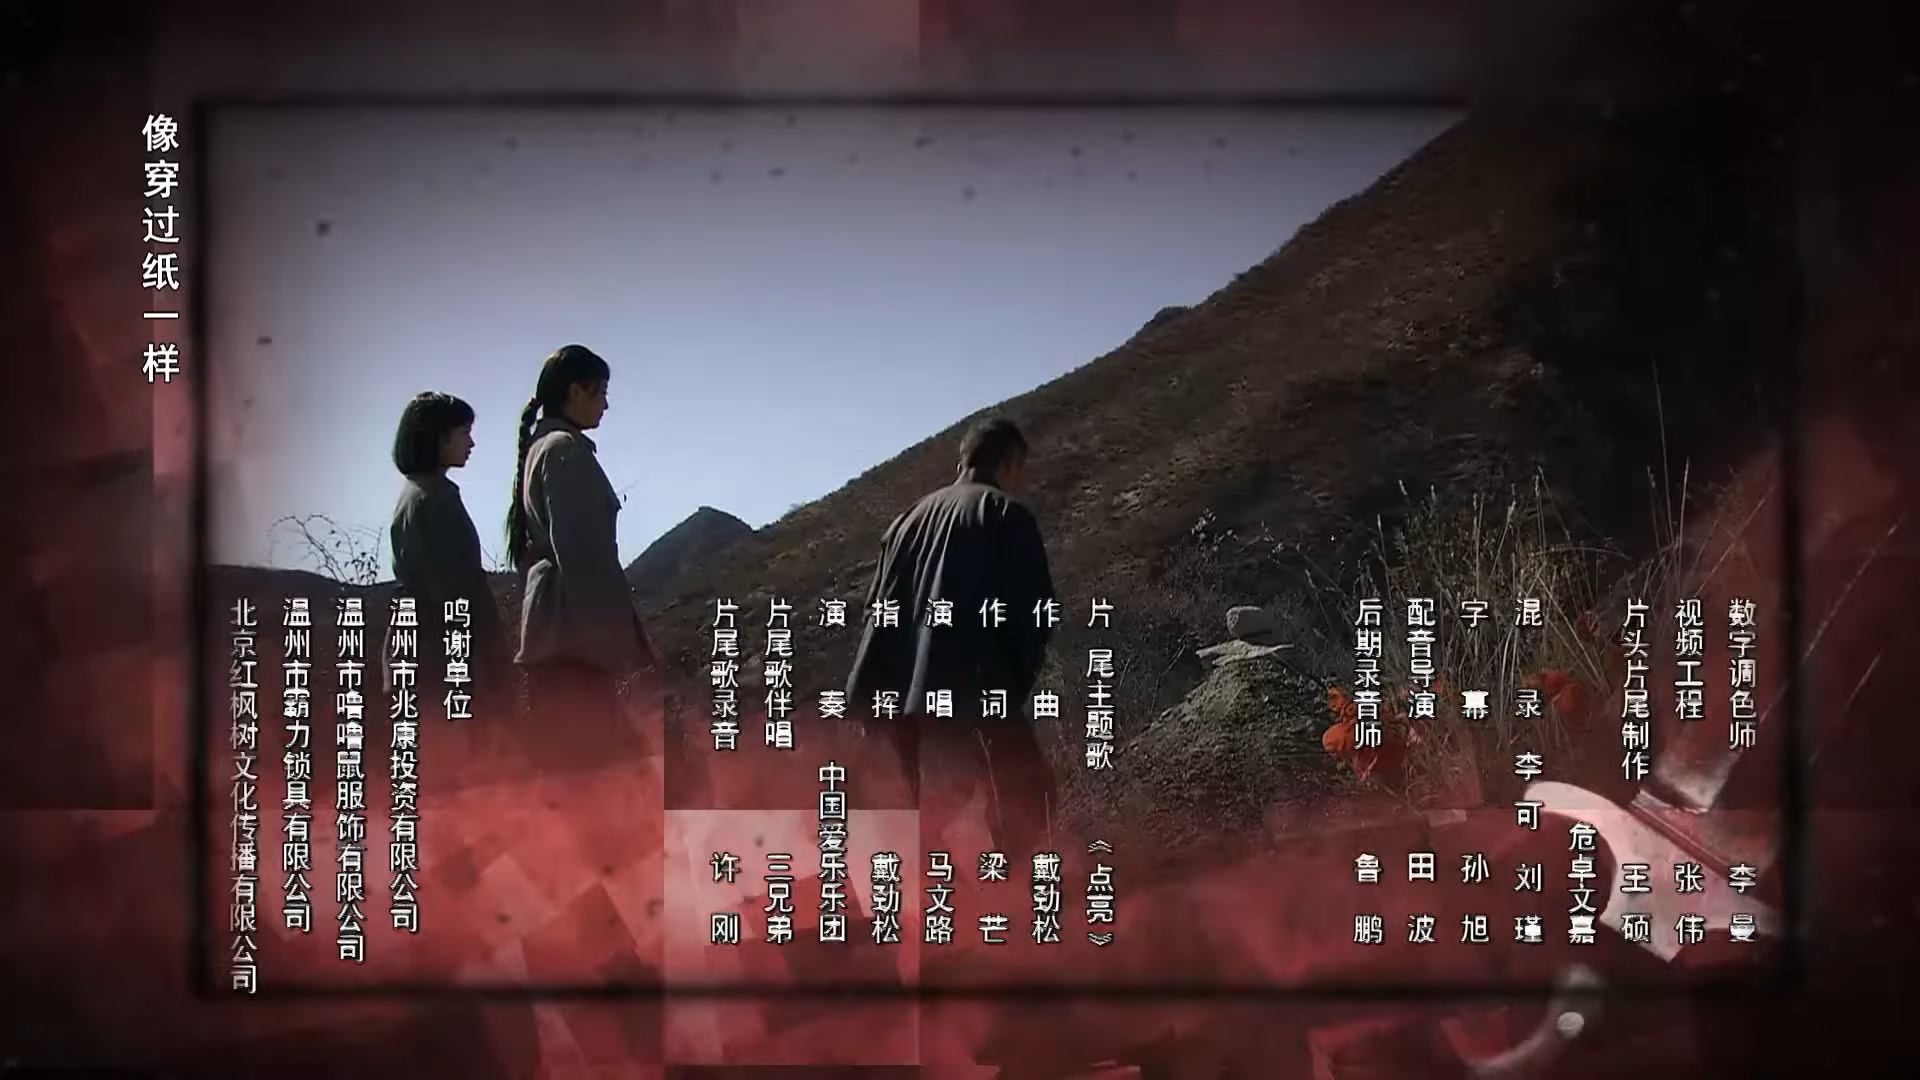 像穿过纸一样
数字调色师 李曼
视频工程 张伟
片头片尾制作 王硕
危卓文嘉
混录 李可 刘瑾
字幕 孙旭
配音导演 田波
后期录音师 鲁鹏
片尾主题歌 《点亮》
作曲 戴劲松
作词 梁芒
演唱 马文路
指挥 戴劲松
演奏 中国爱乐乐团
片尾歌伴唱 三兄弟
片尾歌录音 许刚
鸣谢单位
温州市兆康投资有限公司
温州市噜噜鼠服饰有限公司
温州市霸力锁具有限公司
北京红枫树文化传播有限公司